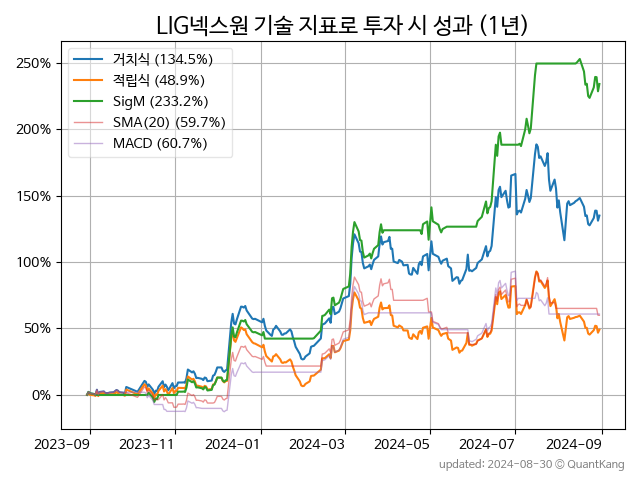 LIG넥스원 기술 지표로 투자 시 성과 (1년)
거치식 (134.5%)
적립식 (48.9%)
SigM (233.2%)
SMA(20) (59.7%)
MACD (60.7%)
250%
200%
150%
100%
50%
0%
2023-09 2023-11 2024-01 2024-03 2024-05 2024-07 2024-09
updated: 2024-08-30 © QuantKang